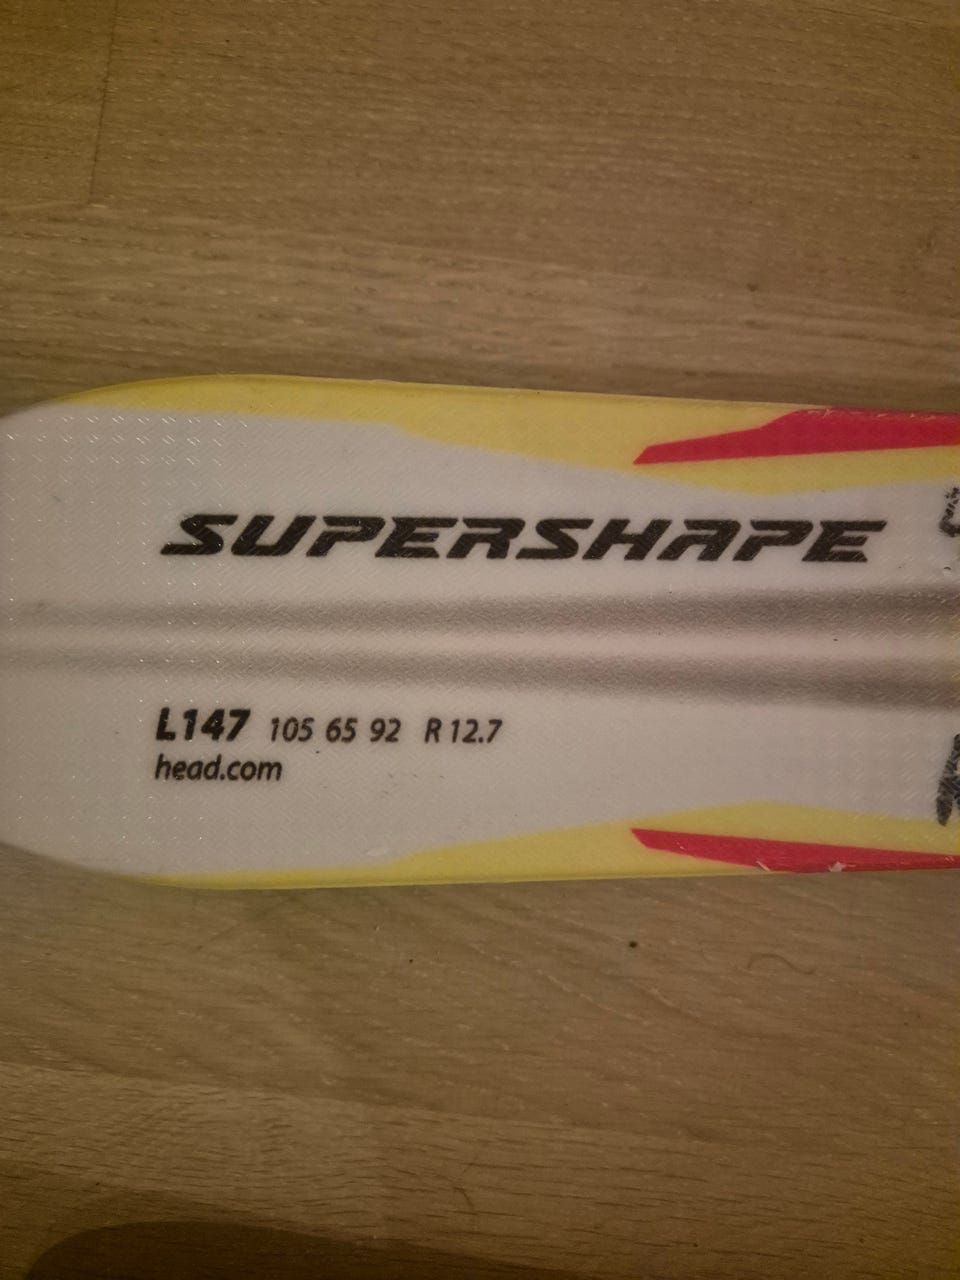 SUPERSHAPE
L147 105 65 92 R 12.7
head.com